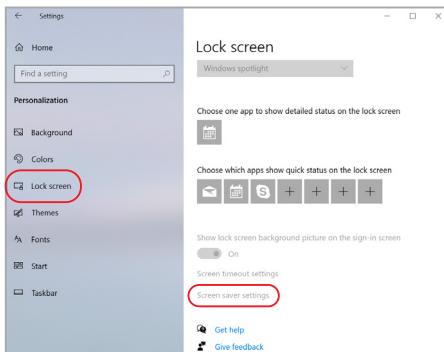 Settings
Home
Lock screen
Windows spotlight
Find a setting
Personalization
Choose one app to show detailed status on the lock screen
Background
Colors
Choose which apps show quick status on the lock screen
Lock screen
Themes
Fonts
Show lock screen background picture on the sign-in screen
On
Start
Screen timeout settings
Taskbar
Screen saver settings
Get help
Give feedback